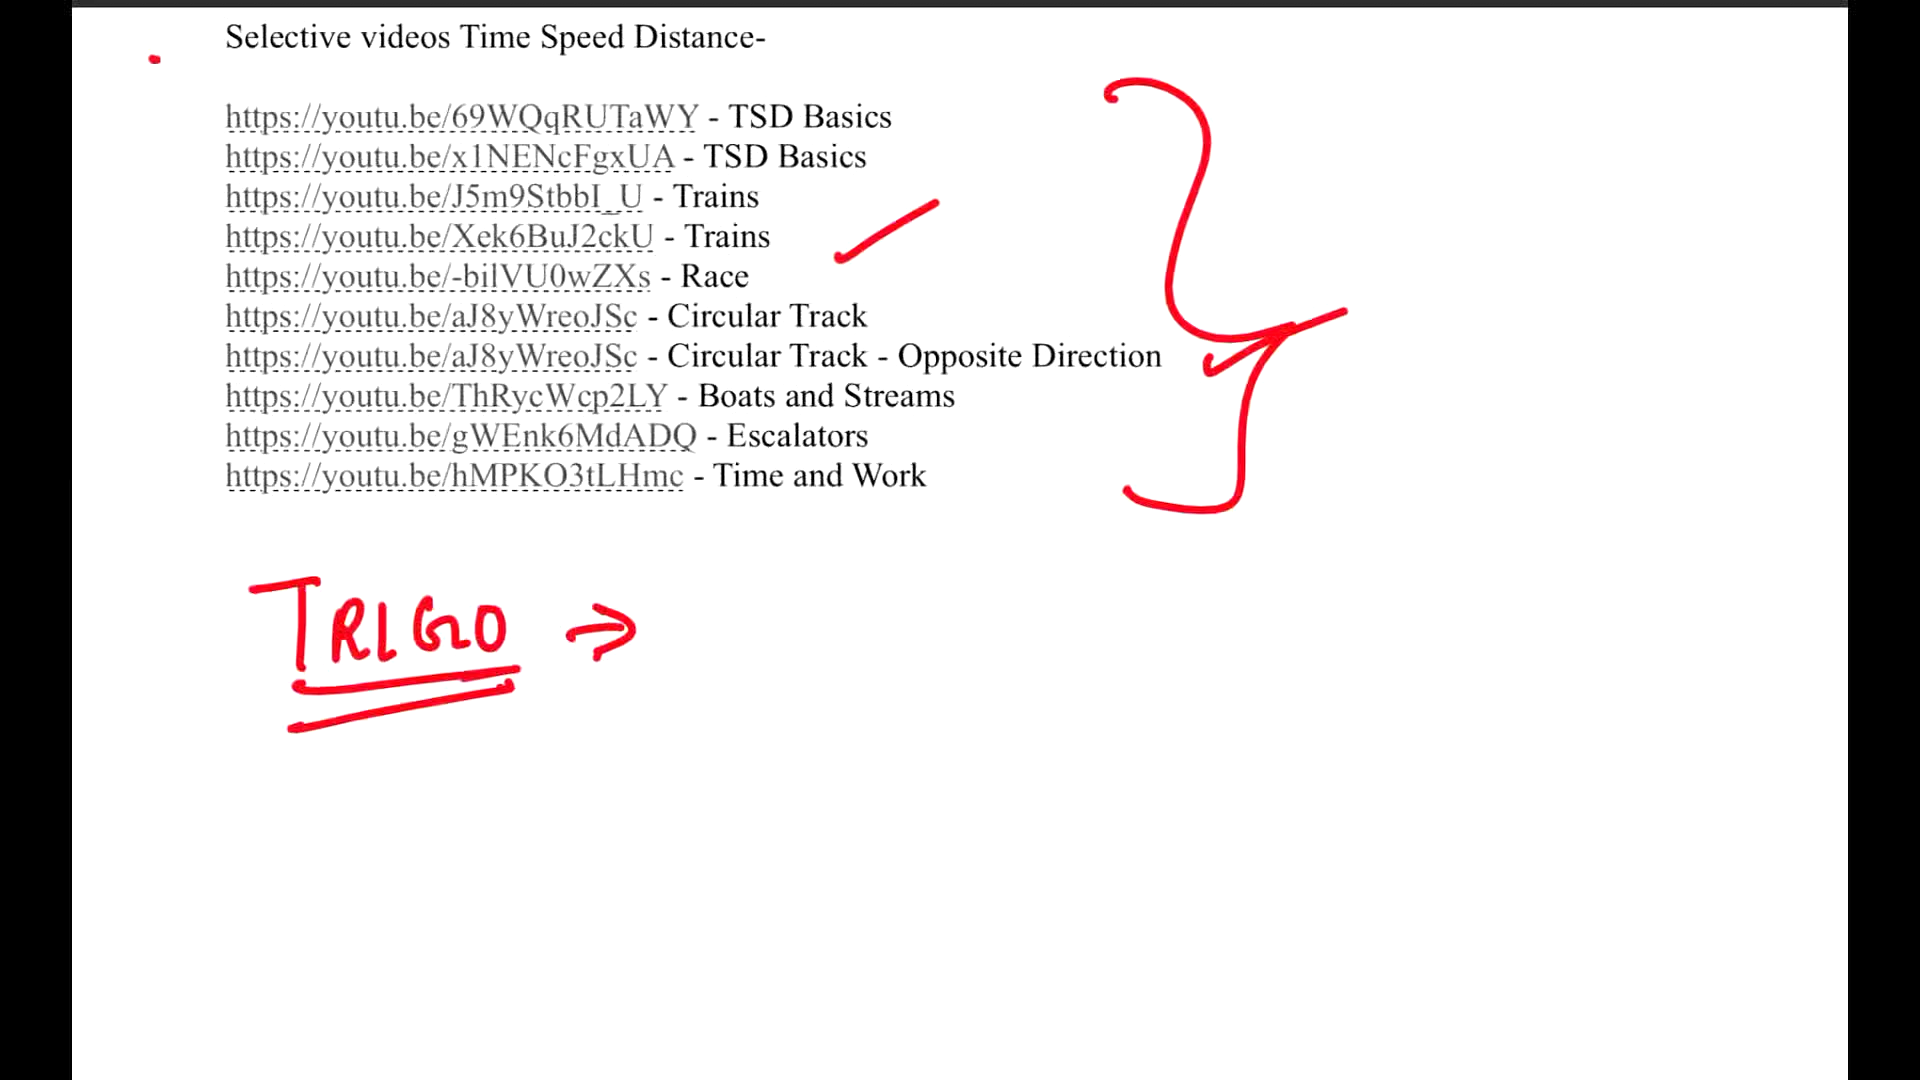 Selective videos Time Speed Distance-
https://youtu.be/69WQqRUTaWY - TSD Basics
https://youtu.be/x1NENcFgxUA - TSD Basics
https://youtu.be/J5m9StbbI_U - Trains
https://youtu.be/Xek6BuJ2ckU - Trains
https://youtu.be/-bilVU0wZXs - Race
https://youtu.be/aJ8yWreoJSc - Circular Track
https://youtu.be/aJ8yWreoJSc - Circular Track - Opposite Direction
https://youtu.be/ThRycWcp2LY - Boats and Streams
https://youtu.be/gWEnk6MdADQ - Escalators
https://youtu.be/hMPKO3tLHmc - Time and Work
TRIGO →